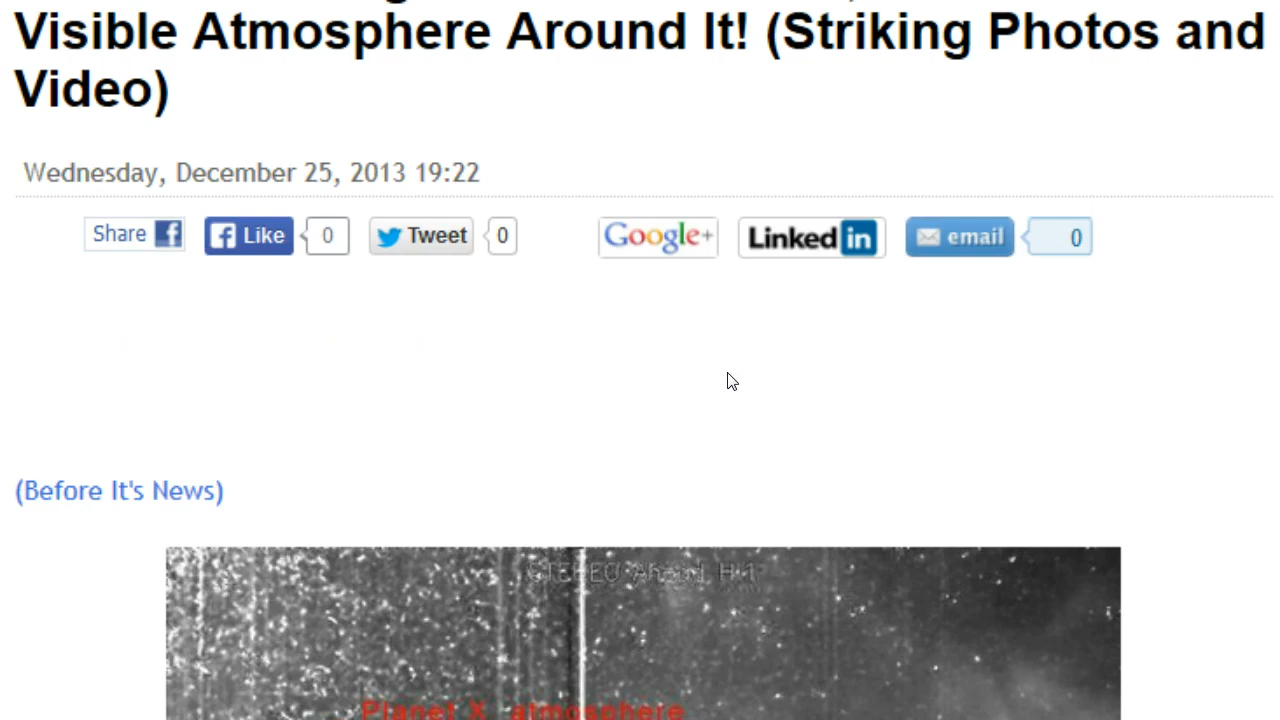 Visible Atmosphere Around It! (Striking Photos and
Video)
Wednesday, December 25, 2013 19:22
Share Like 0 Tweet 0 Google+ Linked in email 0
(Before It's News)
STEREO Ahead HI1
Planet X atmosphere